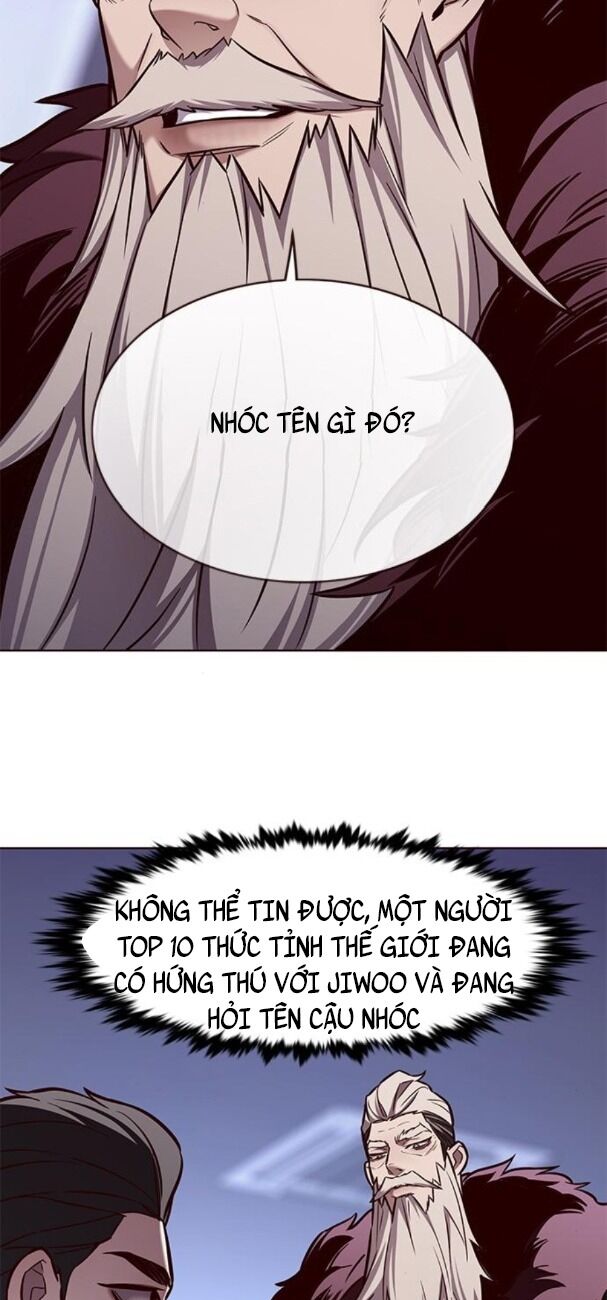 NHÓC TÊN GÌ ĐÓ?
KHÔNG THỂ TIN ĐƯỢC, MỘT NGƯỜI
TOP 10 THỨC TỈNH THẾ GIỚI ĐANG
CÓ HỨNG THÚ VỚI JIWOO VÀ ĐANG
HỎI TÊN CẬU NHÓC